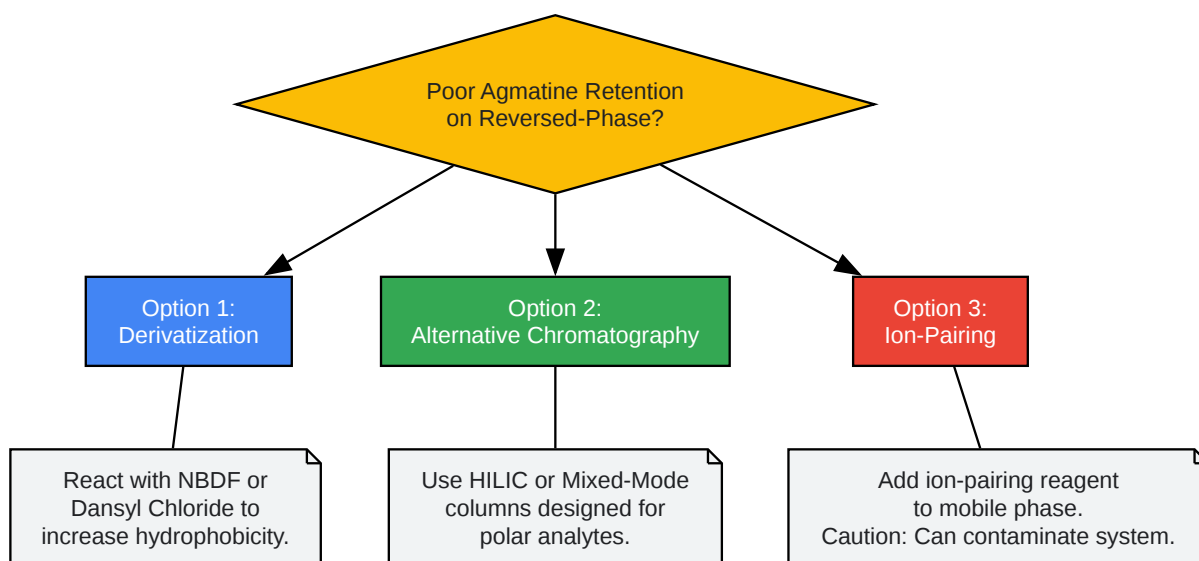 Poor Agmatine Retention
on Reversed-Phase?
Option 1:
Derivatization
Option 2:
Alternative Chromatography
Option 3:
Ion-Pairing
React with NBDF or
Dansyl Chloride to
increase hydrophobicity.
Use HILIC or Mixed-Mode
columns designed for
polar analytes.
Add ion-pairing reagent
to mobile phase.
Caution: Can contaminate system.